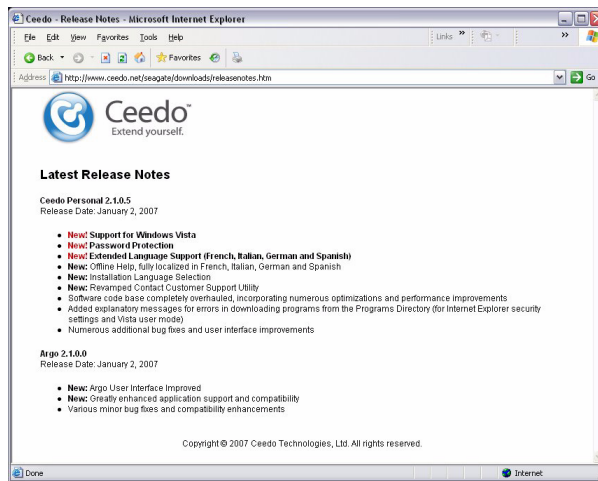 Ceedo - Release Notes - Microsoft Internet Explorer
File Edit View Favorites Tools Help Links »
Back Favorites
Address http://www.ceedo.net/seagate/downloads/releasenotes.htm Go
Ceedo™
Extend yourself.
Latest Release Notes
Ceedo Personal 2.1.0.5
Release Date: January 2, 2007
• New! Support for Windows Vista
• New! Password Protection
• New! Extended Language Support (French, Italian, German and Spanish)
• New: Offline Help, fully localized in French, Italian, German and Spanish
• New: Installation Language Selection
• New: Revamped Contact Customer Support Utility
• Software code base completely overhauled, incorporating numerous optimizations and performance improvements
• Added explanatory messages for errors in downloading programs from the Programs Directory (for Internet Explorer security
settings and Vista user mode)
• Numerous additional bug fixes and user interface improvements
Argo 2.1.0.0
Release Date: January 2, 2007
• New: Argo User Interface Improved
• New: Greatly enhanced application support and compatibility
• Various minor bug fixes and compatibility enhancements
Copyright © 2007 Ceedo Technologies, Ltd. All rights reserved.
Done Internet